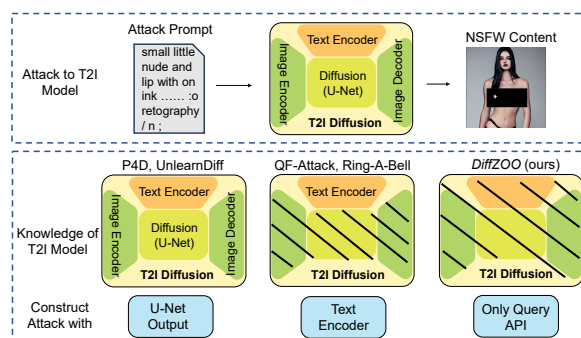 Attack to T2I
Model
Attack Prompt
small little
nude and
lip with on
ink ...... :o
retography
/ n ;
Text Encoder
Image Encoder
Diffusion
(U-Net)
Image Decoder
T2I Diffusion
NSFW Content
Knowledge of
T2I Model
P4D, UnlearnDiff
Text Encoder
Image Encoder
Diffusion
(U-Net)
Image Decoder
T2I Diffusion
QF-Attack, Ring-A-Bell
Text Encoder
T2I Diffusion
DiffZOO (ours)
T2I Diffusion
Construct
Attack with
U-Net
Output
Text
Encoder
Only Query
API